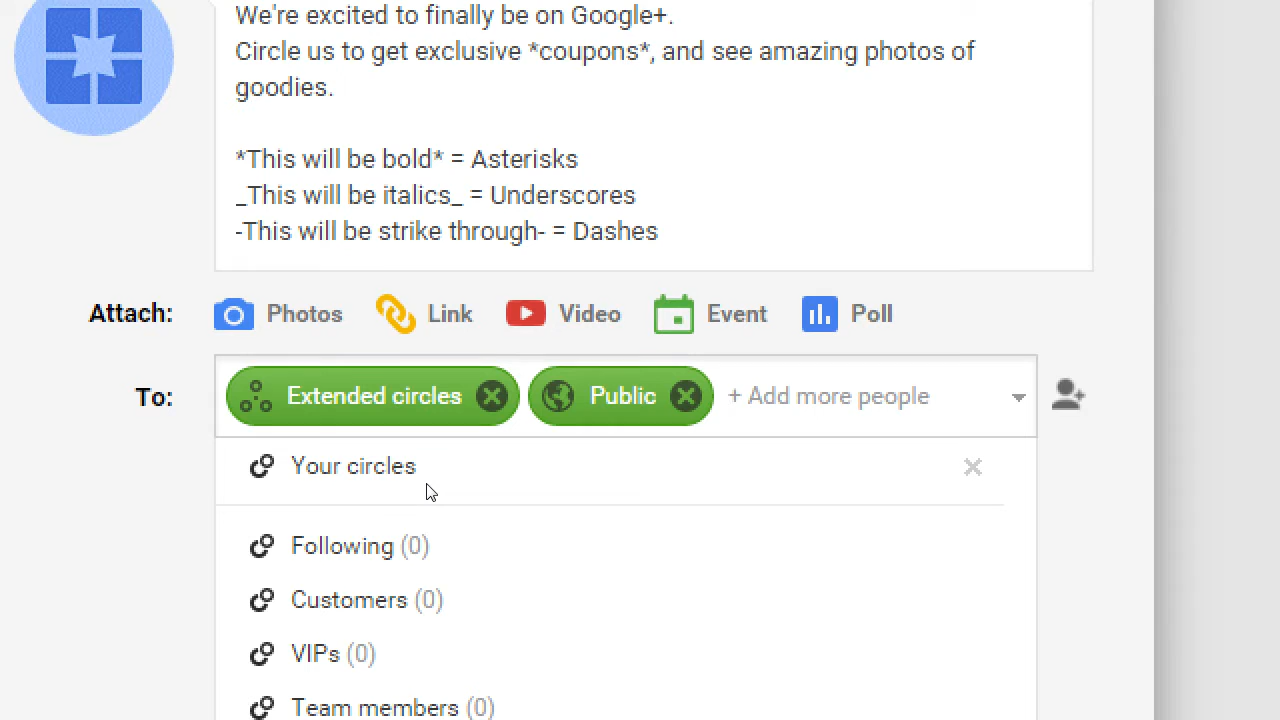 We're excited to finally be on Google+.
Circle us to get exclusive *coupons*, and see amazing photos of
goodies.
*This will be bold* = Asterisks
_This will be italics_ = Underscores
-This will be strike through- = Dashes
Attach: Photos Link Video Event Poll
To: Extended circles Public + Add more people
Your circles
Following (0)
Customers (0)
VIPs (0)
Team members (0)